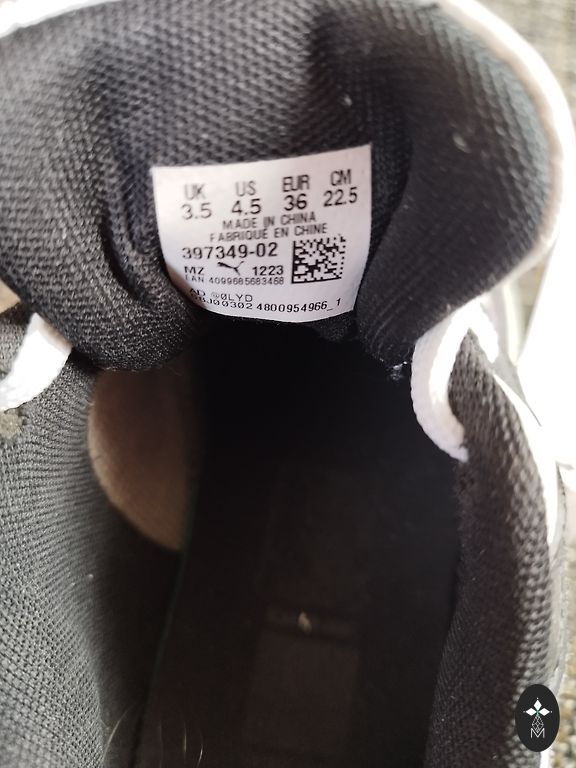 UK US EUR CM
3.5 4.5 36 22.5
MADE IN CHINA
FABRIQUE EN CHINE
397349-02
MZ 1223
EAN 4099685683468
AD @0LYD
4800954966_1
M